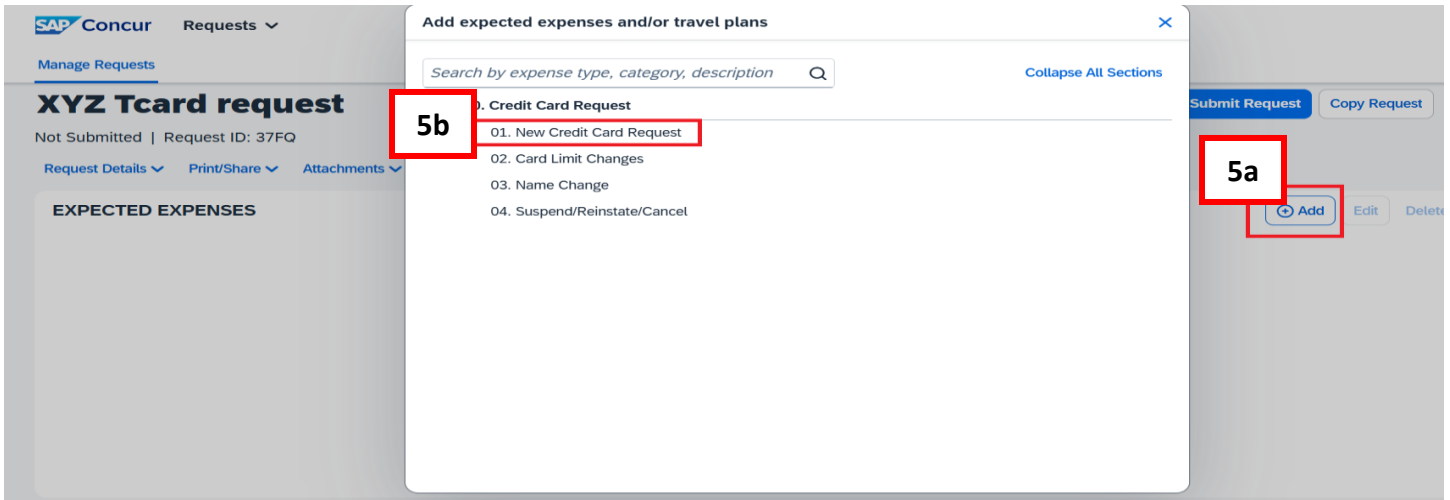 SAP Concur Requests
Add expected expenses and/or travel plans
Manage Requests
Search by expense type, category, description
Collapse All Sections
XYZ Tcard request
Submit Request Copy Request
Not Submitted | Request ID: 37FQ
Request Details Print/Share Attachments
5b
. Credit Card Request
01. New Credit Card Request
02. Card Limit Changes
03. Name Change
04. Suspend/Reinstate/Cancel
5a
EXPECTED EXPENSES
Add Edit Delete